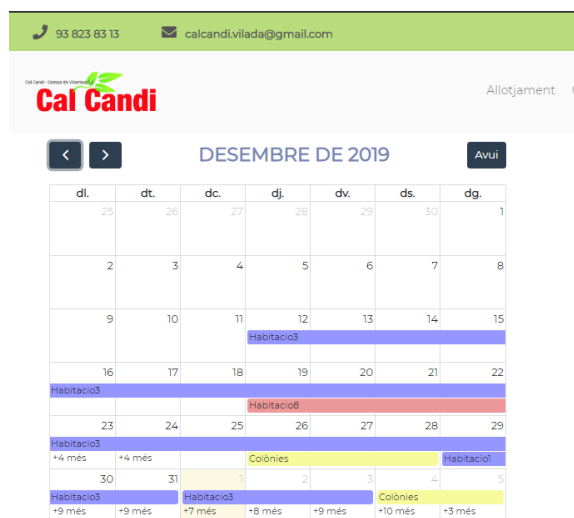 93 823 83 13 calcandi.vilada@gmail.com
Cal Candi
Allotjament
DESEMBRE DE 2019 Avui
dl. dt. dc. dj. dv. ds. dg.
25 26 27 28 29 30 1
2 3 4 5 6 7 8
9 10 11 12 13 14 15
Habitacio3
16 17 18 19 20 21 22
Habitacio3
Habitacio8
23 24 25 26 27 28 29
Habitacio3
+4 més +4 més Colònies Habitacio1
30 31 1 2 3 4 5
Habitacio3 Habitacio3 Colònies
+9 més +9 més +7 més +8 més +9 més +10 més +3 més